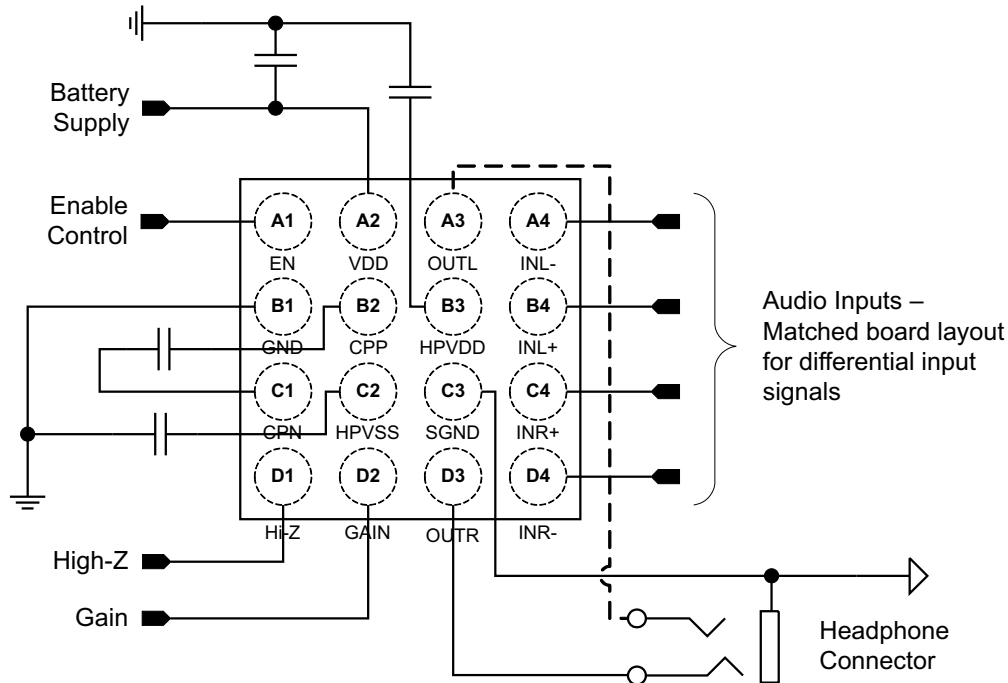 Battery
Supply
Enable
Control
A1 A2 A3 A4
EN VDD OUTL INL-
B1 B2 B3 B4
GND CPP HPVDD INL+
C1 C2 C3 C4
CPN HPVSS SGND INR+
D1 D2 D3 D4
Hi-Z GAIN OUTR INR-
Audio Inputs –
Matched board layout
for differential input
signals
High-Z
Gain
Headphone
Connector